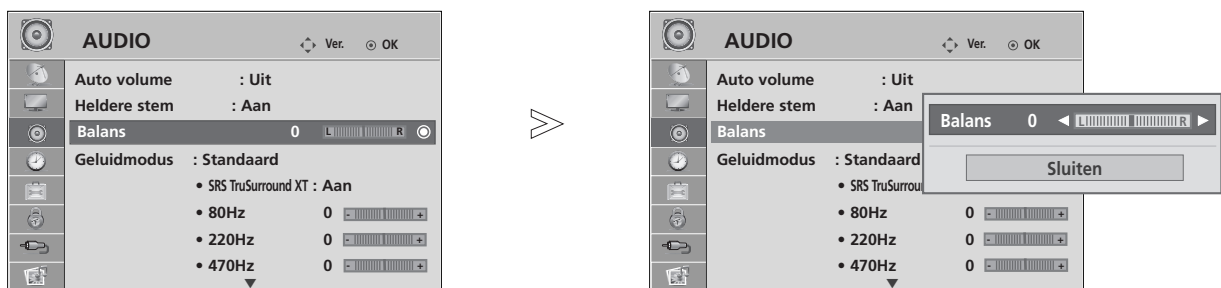 AUDIO Ver. OK
Auto volume : Uit
Heldere stem : Aan
Balans 0 L R
Geluidmodus : Standaard
• SRS TruSurround XT : Aan
• 80Hz 0 - +
• 220Hz 0 - +
• 470Hz 0 - +
AUDIO Ver. OK
Auto volume : Uit
Heldere stem : Aan
Balans
Geluidmodus : Standaard
• SRS TruSurrou
• 80Hz 0 - +
• 220Hz 0 - +
• 470Hz 0 - +
Balans 0 L R
Sluiten